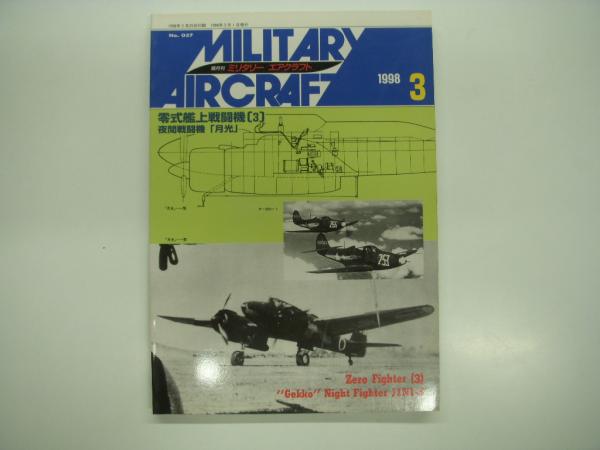 No. 037
MILITARY
隔月刊 ミリタリー エアクラフト
AIRCRAFT
1998 3
零式艦上戦闘機〔3〕
夜間戦闘機「月光」
Zero Fighter (3)
"Gekko" Night Fighter J1N1-S
253